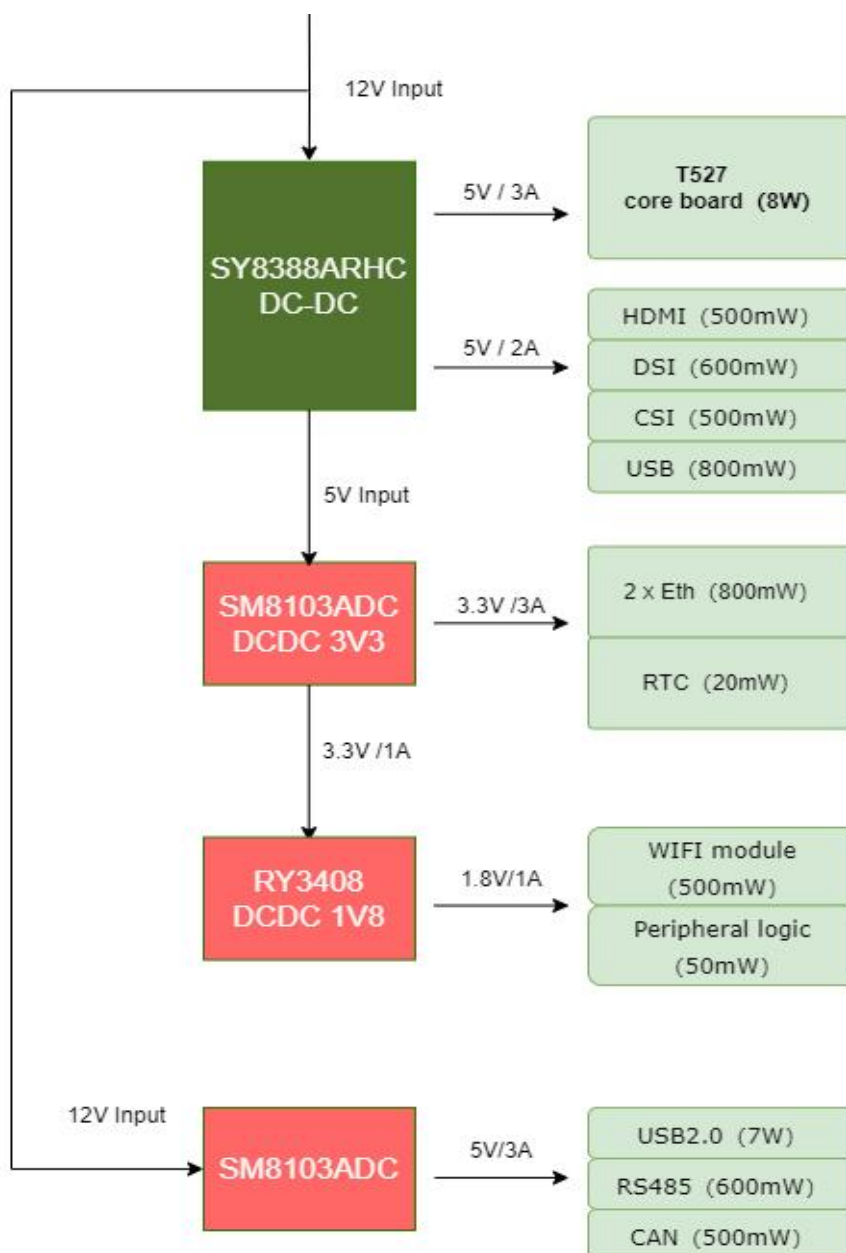 12V Input
SY8388ARHC
DC-DC
5V / 3A
T527
core board (8W)
5V / 2A
HDMI (500mW)
DSI (600mW)
CSI (500mW)
USB (800mW)
5V Input
SM8103ADC
DCDC 3V3
3.3V /3A
2 x Eth (800mW)
RTC (20mW)
3.3V /1A
RY3408
DCDC 1V8
1.8V/1A
WIFI module
(500mW)
Peripheral logic
(50mW)
12V Input
SM8103ADC
5V/3A
USB2.0 (7W)
RS485 (600mW)
CAN (500mW)